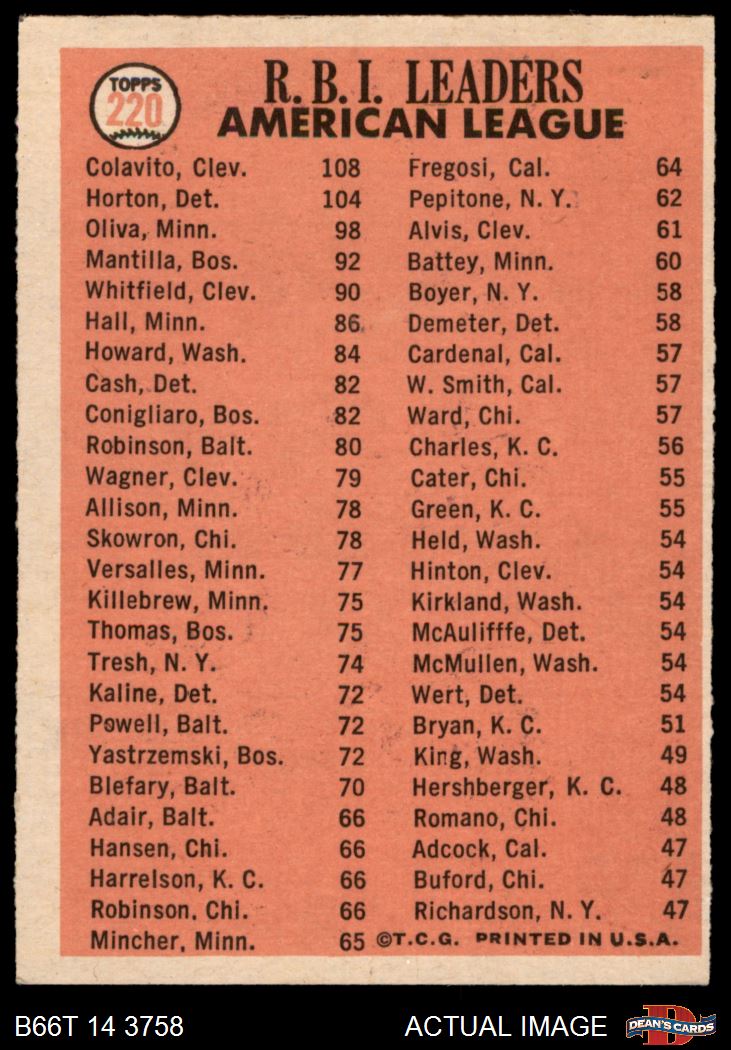 TOPPS
220
R.B.I. LEADERS
AMERICAN LEAGUE
Colavito, Clev. 108
Horton, Det. 104
Oliva, Minn. 98
Mantilla, Bos. 92
Whitfield, Clev. 90
Hall, Minn. 86
Howard, Wash. 84
Cash, Det. 82
Conigliaro, Bos. 82
Robinson, Balt. 80
Wagner, Clev. 79
Allison, Minn. 78
Skowron, Chi. 78
Versalles, Minn. 77
Killebrew, Minn. 75
Thomas, Bos. 75
Tresh, N. Y. 74
Kaline, Det. 72
Powell, Balt. 72
Yastrzemski, Bos. 72
Blefary, Balt. 70
Adair, Balt. 66
Hansen, Chi. 66
Harrelson, K. C. 66
Robinson, Chi. 66
Mincher, Minn. 65
Fregosi, Cal. 64
Pepitone, N. Y. 62
Alvis, Clev. 61
Battey, Minn. 60
Boyer, N. Y. 58
Demeter, Det. 58
Cardenal, Cal. 57
W. Smith, Cal. 57
Ward, Chi. 57
Charles, K. C. 56
Cater, Chi. 55
Green, K. C. 55
Held, Wash. 54
Hinton, Clev. 54
Kirkland, Wash. 54
McAulifffe, Det. 54
McMullen, Wash. 54
Wert, Det. 54
Bryan, K. C. 51
King, Wash. 49
Hershberger, K. C. 48
Romano, Chi. 48
Adcock, Cal. 47
Buford, Chi. 47
Richardson, N. Y. 47
©T.C.G. PRINTED IN U.S.A.
B66T 14 3758
ACTUAL IMAGE
D
DEAN'S CARDS